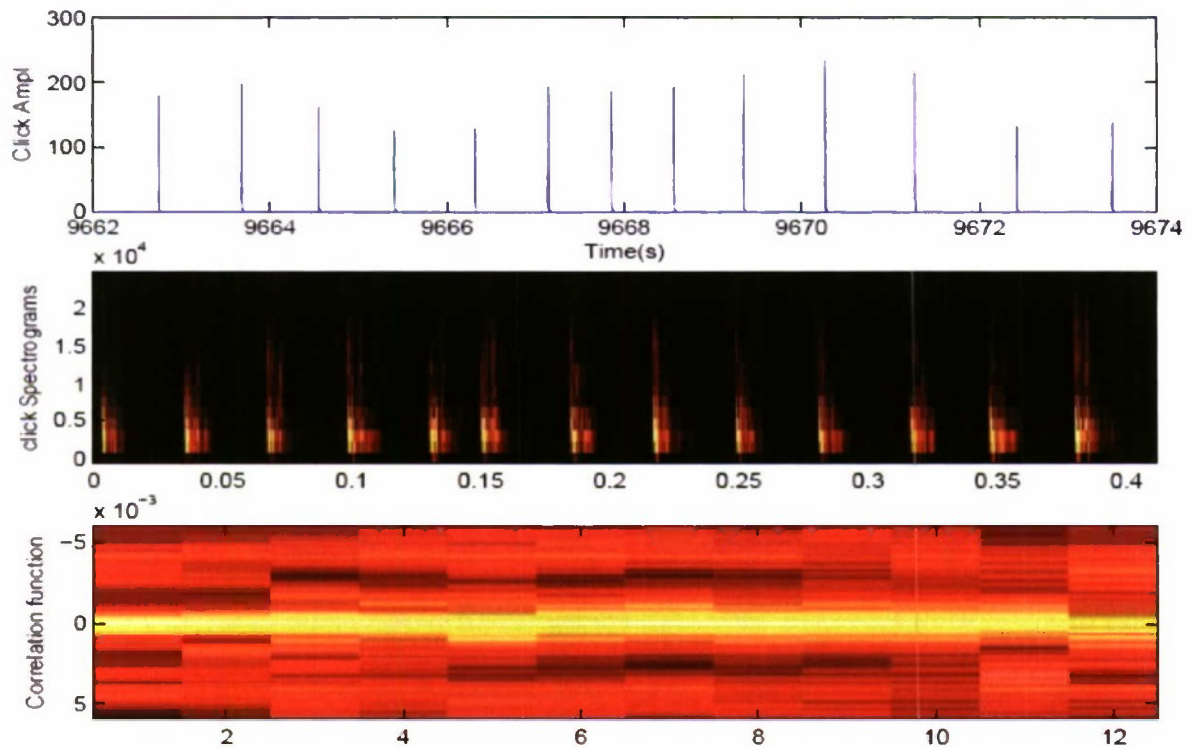 300
200
100
0
Click Ampl
9662 9664 9666 9668 9670 9672 9674
Time(s)
x 10⁴
2
1.5
1
0.5
0
click Spectrograms
0 0.05 0.1 0.15 0.2 0.25 0.3 0.35 0.4
x 10⁻³
-5
0
5
Correlation function
2 4 6 8 10 12